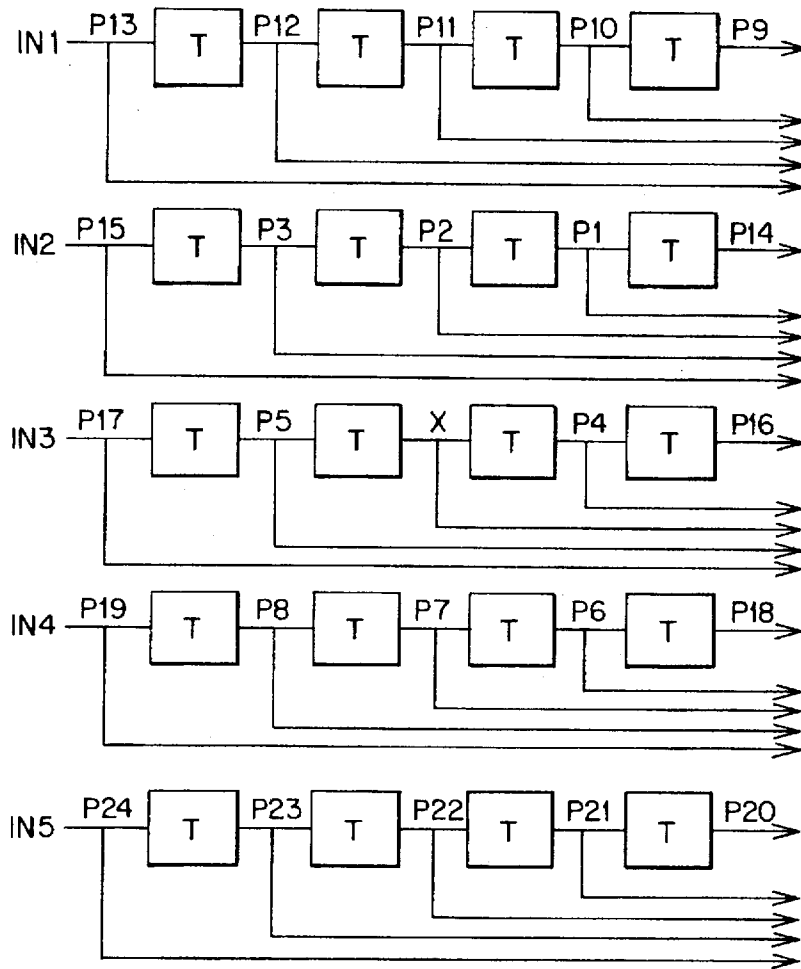 IN1 P13 T P12 T P11 T P10 T P9
IN2 P15 T P3 T P2 T P1 T P14
IN3 P17 T P5 T X T P4 T P16
IN4 P19 T P8 T P7 T P6 T P18
IN5 P24 T P23 T P22 T P21 T P20